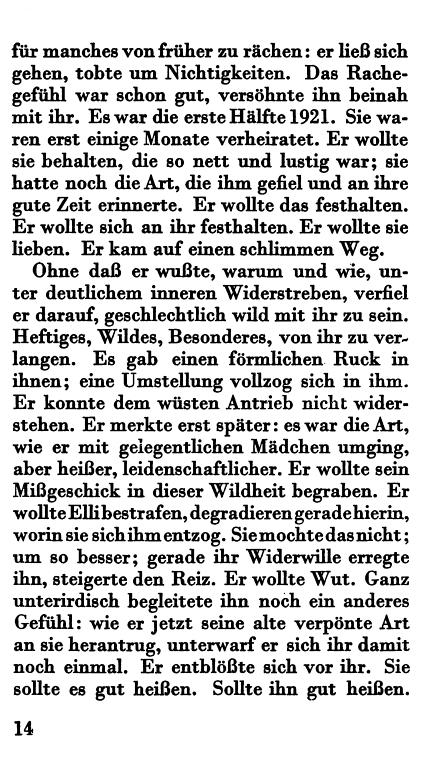 für manches von früher zu rächen: er ließ sich
gehen, tobte um Nichtigkeiten. Das Rache-
gefühl war schon gut, versöhnte ihn beinah
mit ihr. Es war die erste Hälfte 1921. Sie wa-
ren erst einige Monate verheiratet. Er wollte
sie behalten, die so nett und lustig war; sie
hatte noch die Art, die ihm gefiel und an ihre
gute Zeit erinnerte. Er wollte das festhalten.
Er wollte sich an ihr festhalten. Er wollte sie
lieben. Er kam auf einen schlimmen Weg.
Ohne daß er wußte, warum und wie, un-
ter deutlichem inneren Widerstreben, verfiel
er darauf, geschlechtlich wild mit ihr zu sein.
Heftiges, Wildes, Besonderes, von ihr zu ver-
langen. Es gab einen förmlichen Ruck in
ihnen; eine Umstellung vollzog sich in ihm.
Er konnte dem wüsten Antrieb nicht wider-
stehen. Er merkte erst später: es war die Art,
wie er mit gelegentlichen Mädchen umging,
aber heißer, leidenschaftlicher. Er wollte sein
Mißgeschick in dieser Wildheit begraben. Er
wollte Elli bestrafen, degradieren gerade hierin,
worin sie sich ihm entzog. Sie mochte das nicht;
um so besser; gerade ihr Widerwille erregte
ihn, steigerte den Reiz. Er wollte Wut. Ganz
unterirdisch begleitete ihn noch ein anderes
Gefühl: wie er jetzt seine alte verpönte Art
an sie herantrug, unterwarf er sich ihr damit
noch einmal. Er entblößte sich vor ihr. Sie
sollte es gut heißen. Sollte ihn gut heißen.
14